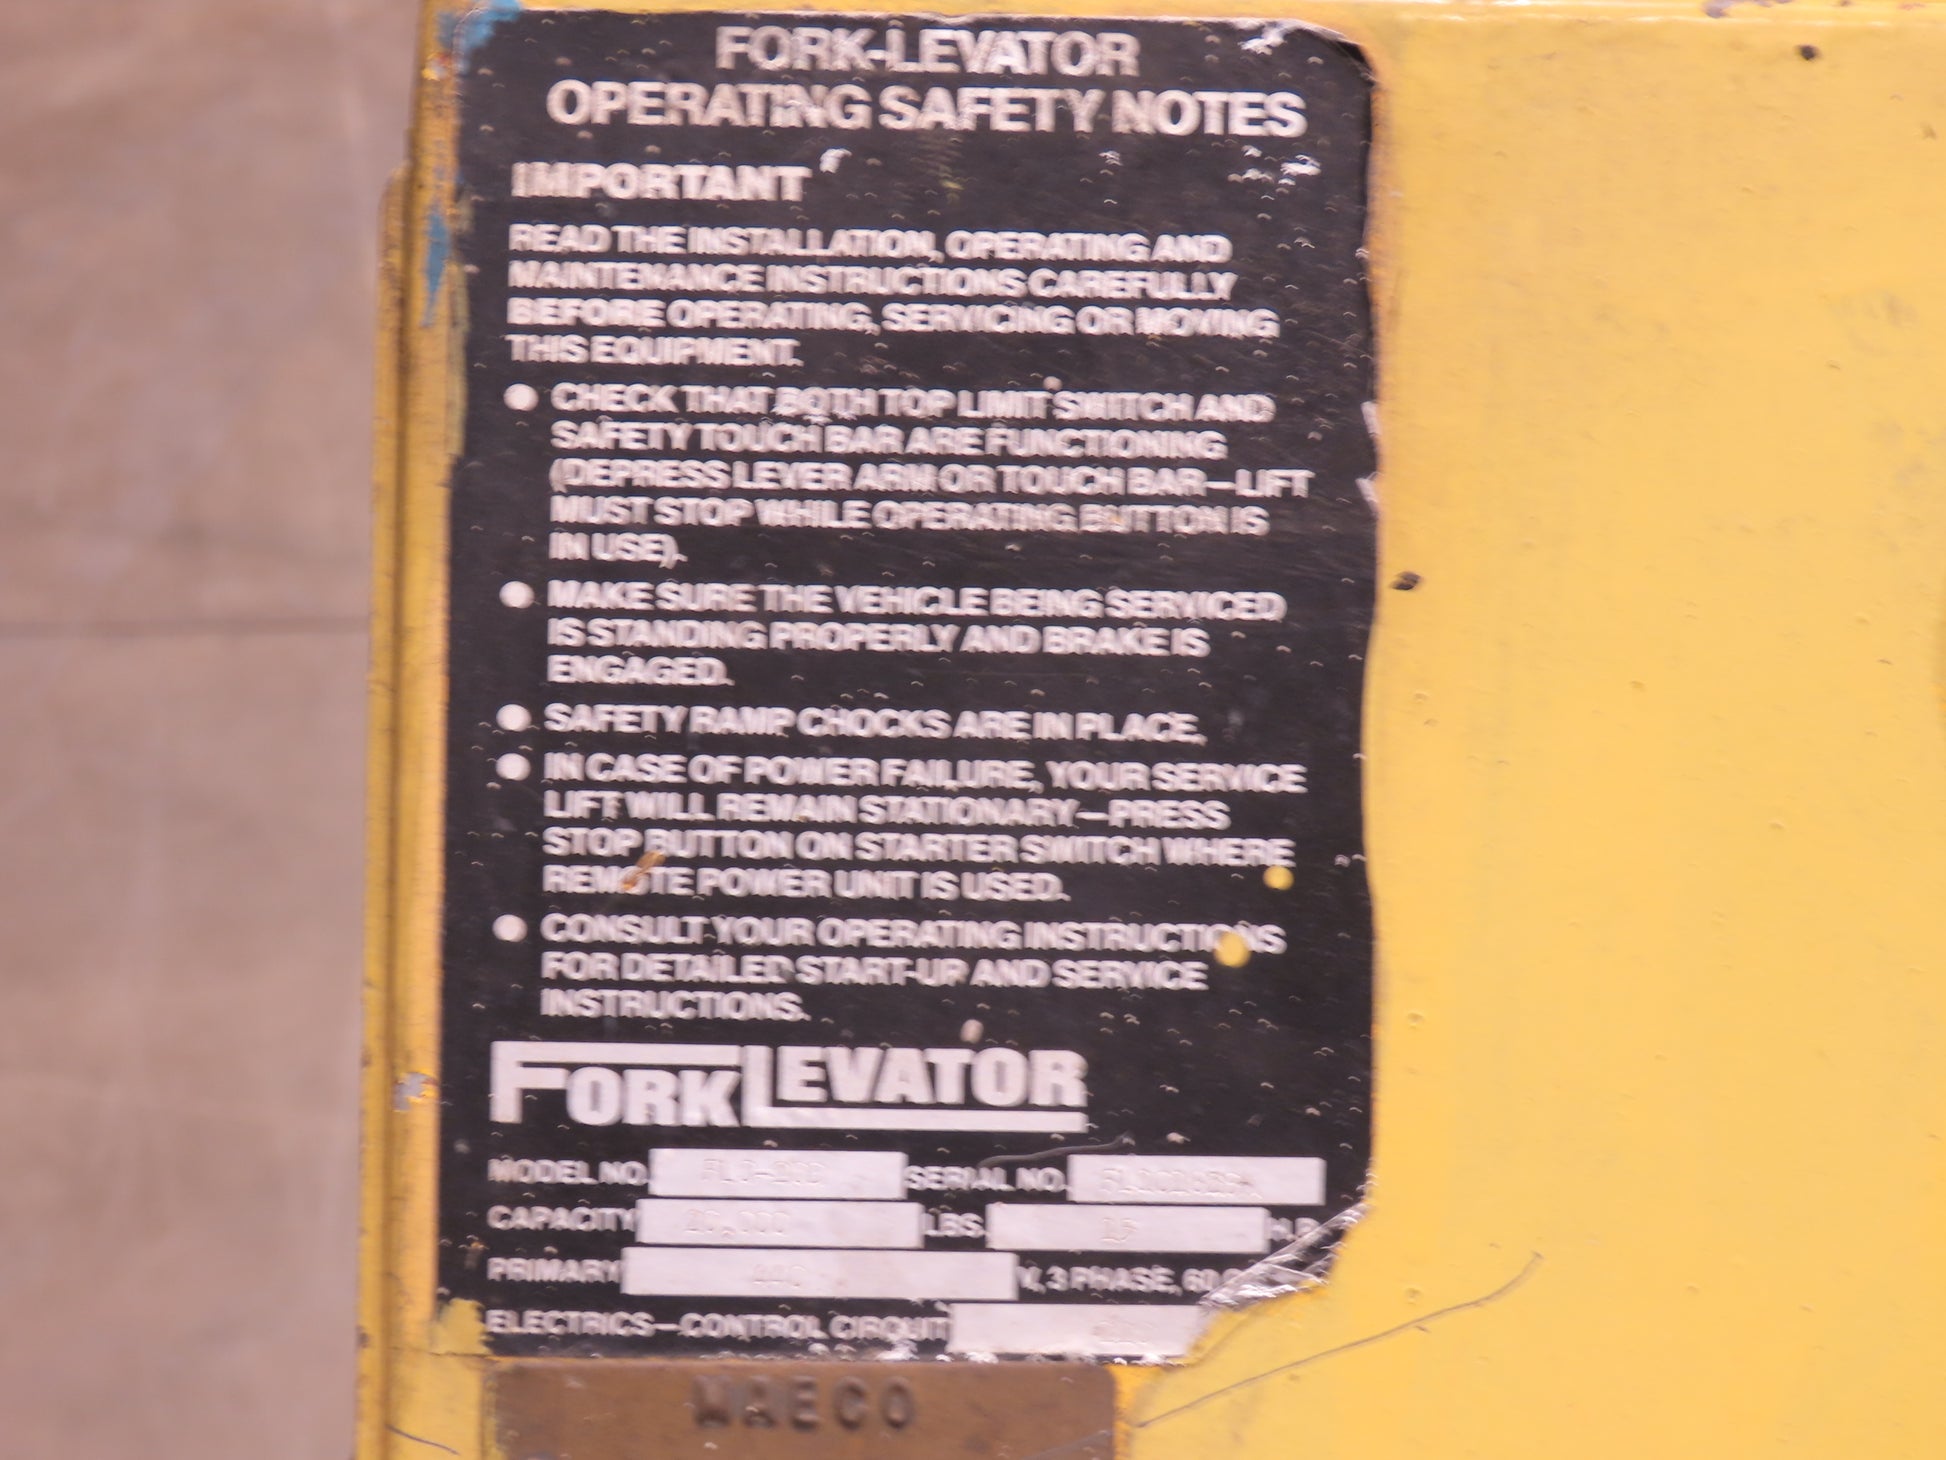 FORK-LEVATOR
OPERATING SAFETY NOTES
IMPORTANT
READ THE INSTALLATION, OPERATING AND
MAINTENANCE INSTRUCTIONS CAREFULLY
BEFORE OPERATING, SERVICING OR MOVING
THIS EQUIPMENT.
● CHECK THAT BOTH TOP LIMIT SWITCH AND
SAFETY TOUCH BAR ARE FUNCTIONING
(DEPRESS LEVER ARM OR TOUCH BAR—LIFT
MUST STOP WHILE OPERATING BUTTON IS
IN USE).
● MAKE SURE THE VEHICLE BEING SERVICED
IS STANDING PROPERLY AND BRAKE IS
ENGAGED.
● SAFETY RAMP CHOCKS ARE IN PLACE.
● IN CASE OF POWER FAILURE, YOUR SERVICE
LIFT WILL REMAIN STATIONARY—PRESS
STOP BUTTON ON STARTER SWITCH WHERE
REMOTE POWER UNIT IS USED.
● CONSULT YOUR OPERATING INSTRUCTIONS
FOR DETAILED START-UP AND SERVICE
INSTRUCTIONS.
FORK LEVATOR
MODEL NO. SERIAL NO.
CAPACITY 20,000 LBS. H.P.
PRIMARY V, 3 PHASE, 60
ELECTRICS—CONTROL CIRCUIT
WAECO